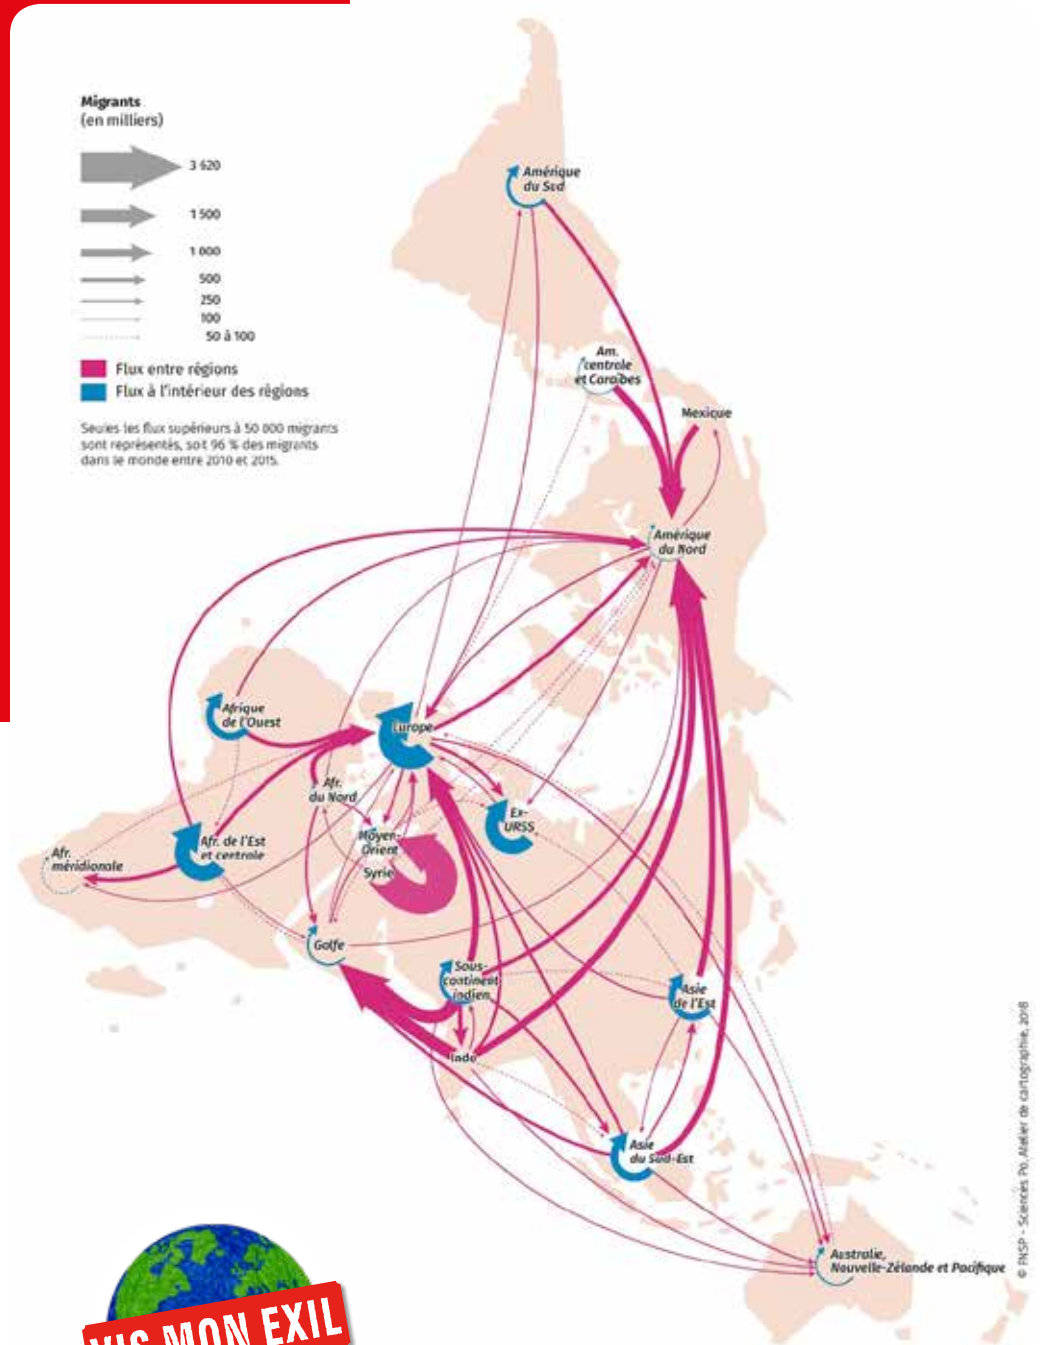 Migrants
(en milliers)
3 620
1 500
1 000
500
250
100
50 à 100
Flux entre régions
Flux à l'intérieur des régions
Seules les flux supérieurs à 50 000 migrants
sont représentés, soit 96 % des migrants
dans le monde entre 2010 et 2015.
Amérique
du Sud
Am.
centrale
et Caraïbes
Mexique
Amérique
du Nord
Afrique
de l'Ouest
Europe
Afr.
du Nord
Ex-
URSS
Moyen-
Orient
Syrie
Afr. de l'Est
et centrale
Afr.
méridionale
Golfe
Sous-
continent
indien
Asie
de l'Est
Inde
Asie
du Sud-Est
Australie,
Nouvelle-Zélande et Pacifique
© FNSP - Sciences Po, Atelier de cartographie, 2018
VIS MON EXIL